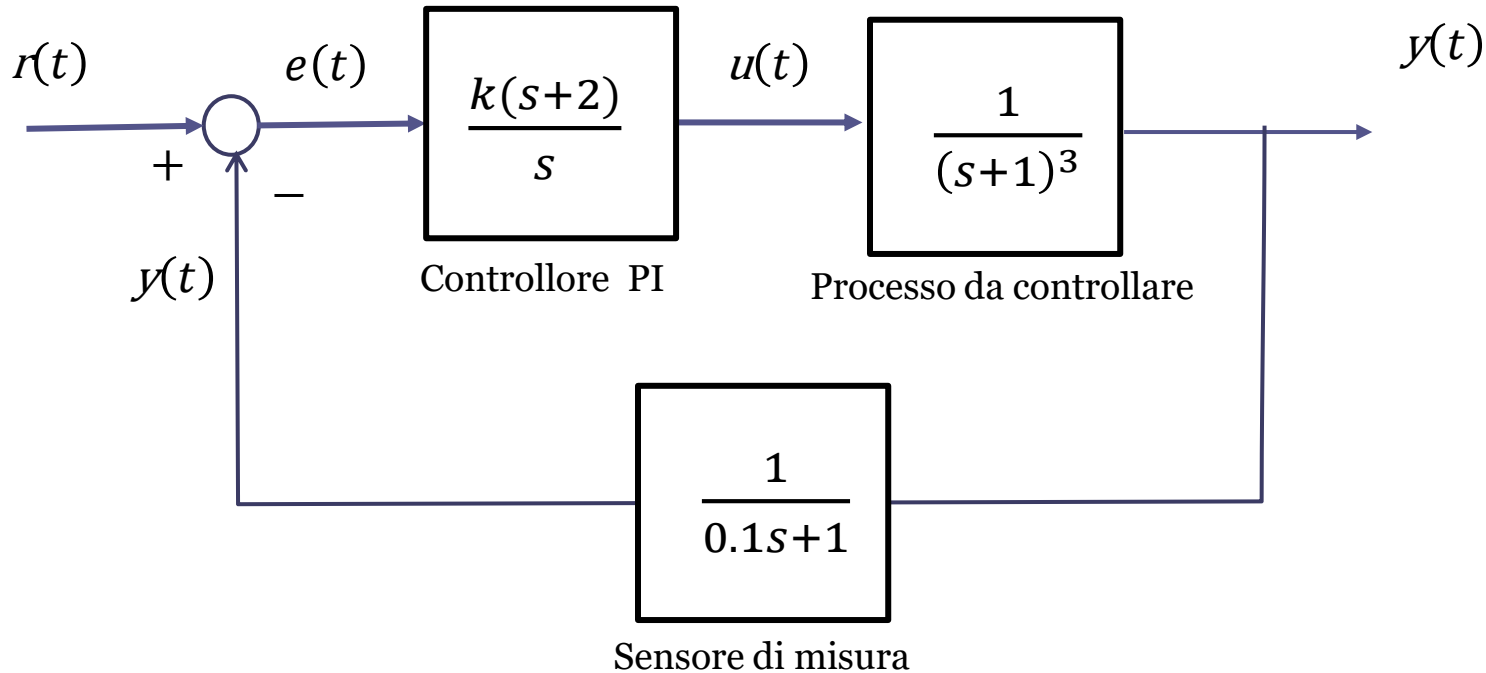 r(t)
e(t)
u(t)
y(t)
k(s+2)
s
1
(s+1)³
+
−
y(t)
Controllore PI
Processo da controllare
1
0.1s+1
Sensore di misura